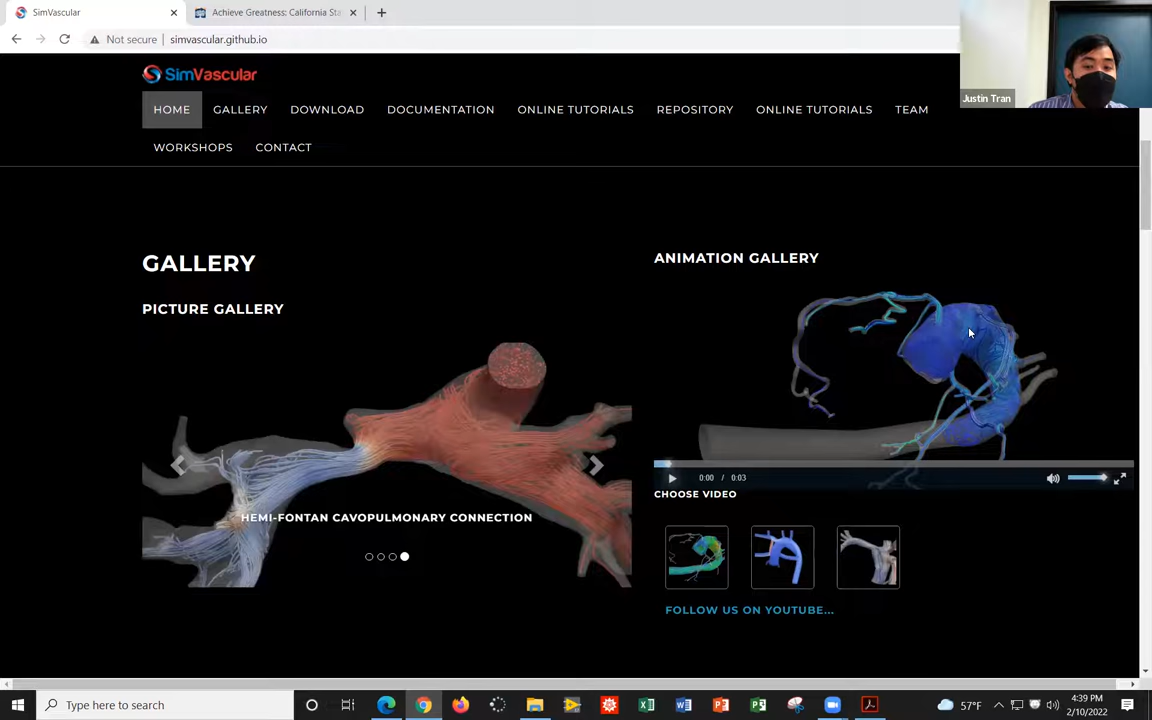 SimVascular
Achieve Greatness: California Sta
Not secure
simvascular.github.io
SimVascular
HOME
GALLERY
DOWNLOAD
DOCUMENTATION
ONLINE TUTORIALS
REPOSITORY
ONLINE TUTORIALS
TEAM
WORKSHOPS
CONTACT
Justin Tran
GALLERY
PICTURE GALLERY
HEMI-FONTAN CAVOPULMONARY CONNECTION
ANIMATION GALLERY
0:00 / 0:03
CHOOSE VIDEO
FOLLOW US ON YOUTUBE...
Type here to search
57°F
4:39 PM
2/10/2022